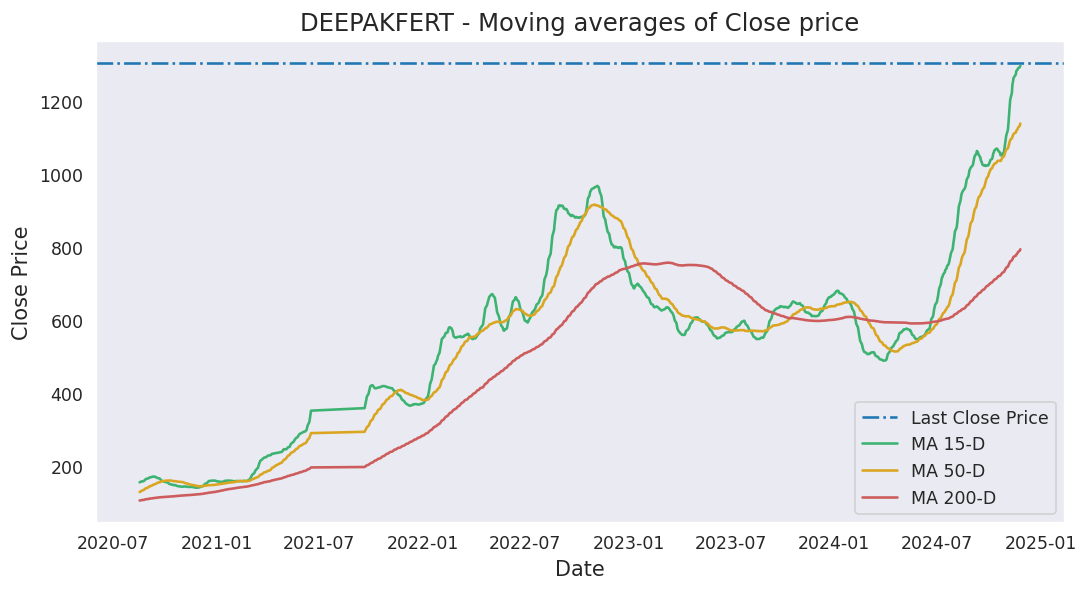 DEEPAKFERT - Moving averages of Close price
Close Price
1200
1000
800
600
400
200
2020-07 2021-01 2021-07 2022-01 2022-07 2023-01 2023-07 2024-01 2024-07 2025-01
Date
Last Close Price
MA 15-D
MA 50-D
MA 200-D